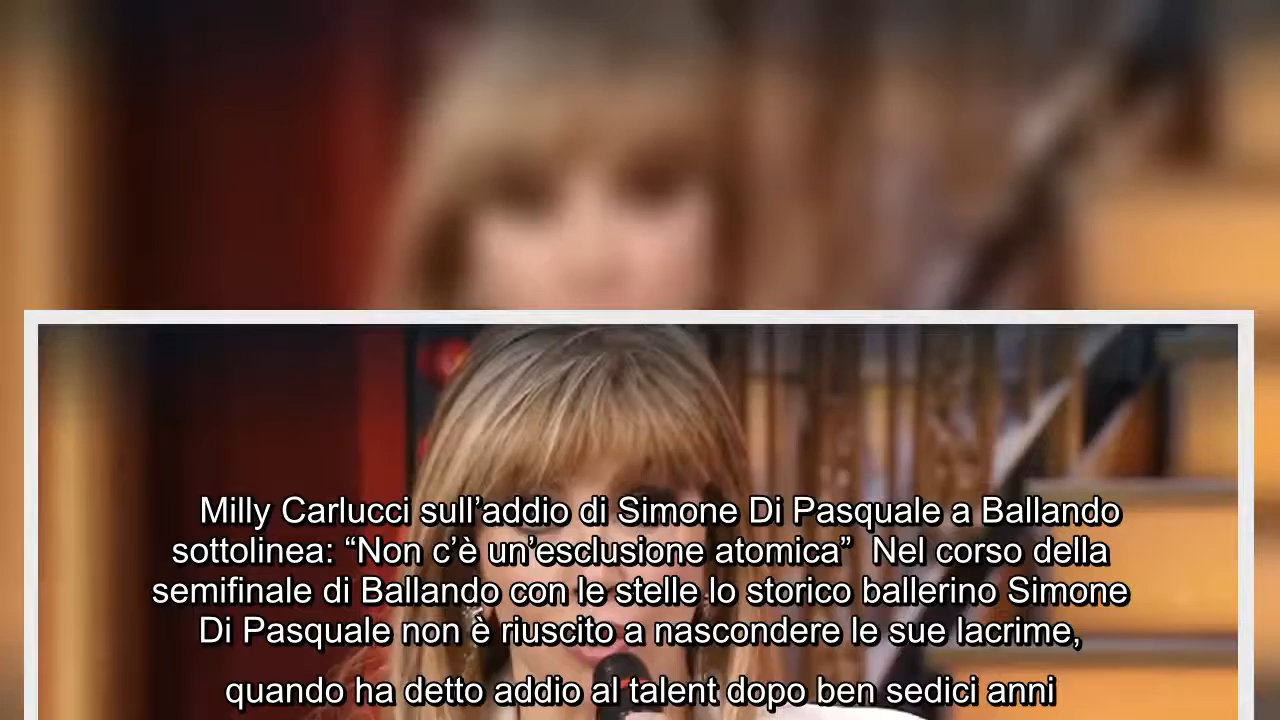 Milly Carlucci sull’addio di Simone Di Pasquale a Ballando
sottolinea: “Non c’è un’esclusione atomica”  Nel corso della
semifinale di Ballando con le stelle lo storico ballerino Simone
Di Pasquale non è riuscito a nascondere le sue lacrime,
quando ha detto addio al talent dopo ben sedici anni